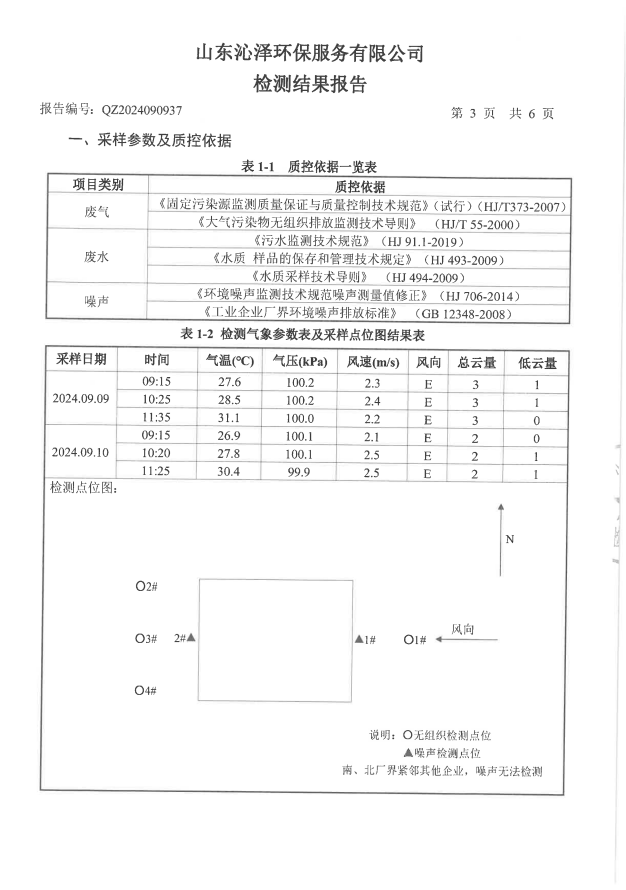 山东沁泽环保服务有限公司
检测结果报告
报告编号：QZ2024090937 第 3 页 共 6 页
一、采样参数及质控依据
表 1-1 质控依据一览表
项目类别 质控依据
废气 《固定污染源监测质量保证与质量控制技术规范》（试行）（HJ/T373-2007）
《大气污染物无组织排放监测技术导则》 （HJ/T 55-2000）
废水 《污水监测技术规范》（HJ 91.1-2019）
《水质 样品的保存和管理技术规定》（HJ 493-2009）
《水质采样技术导则》 （HJ 494-2009）
噪声 《环境噪声监测技术规范噪声测量值修正》（HJ 706-2014）
《工业企业厂界环境噪声排放标准》 （GB 12348-2008）
表 1-2 检测气象参数表及采样点位图结果表
采样日期 时间 气温(℃) 气压(kPa) 风速(m/s) 风向 总云量 低云量
2024.09.09 09:15 27.6 100.2 2.3 E 3 1
10:25 28.5 100.2 2.4 E 3 1
11:35 31.1 100.0 2.2 E 3 0
2024.09.10 09:15 26.9 100.1 2.1 E 2 0
10:20 27.8 100.1 2.5 E 2 1
11:25 30.4 99.9 2.5 E 2 1
检测点位图：
N
○2#
风向
○3# 2#▲ ▲1# ○1#
○4#
说明：○无组织检测点位
▲噪声检测点位
南、北厂界紧邻其他企业，噪声无法检测